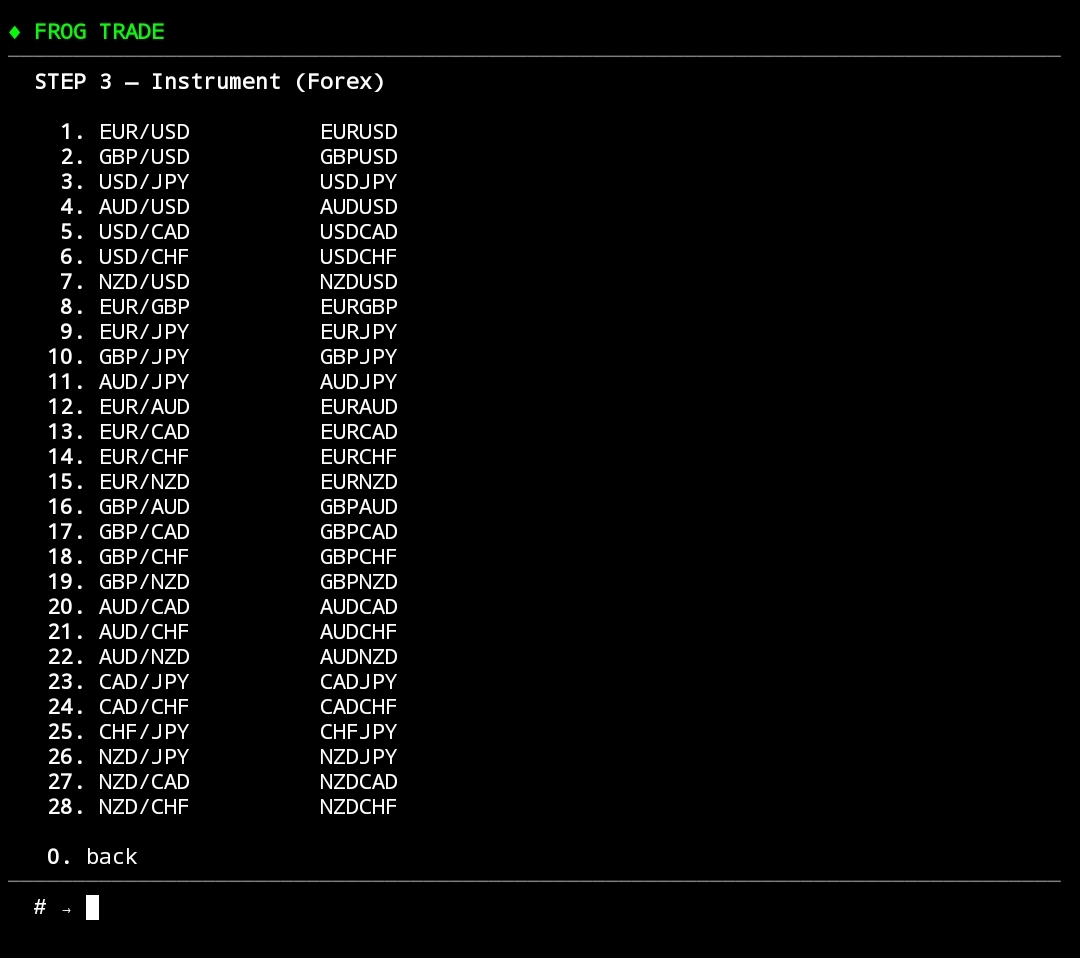 ♦ FROG TRADE
STEP 3 — Instrument (Forex)
1. EUR/USD EURUSD
2. GBP/USD GBPUSD
3. USD/JPY USDJPY
4. AUD/USD AUDUSD
5. USD/CAD USDCAD
6. USD/CHF USDCHF
7. NZD/USD NZDUSD
8. EUR/GBP EURGBP
9. EUR/JPY EURJPY
10. GBP/JPY GBPJPY
11. AUD/JPY AUDJPY
12. EUR/AUD EURAUD
13. EUR/CAD EURCAD
14. EUR/CHF EURCHF
15. EUR/NZD EURNZD
16. GBP/AUD GBPAUD
17. GBP/CAD GBPCAD
18. GBP/CHF GBPCHF
19. GBP/NZD GBPNZD
20. AUD/CAD AUDCAD
21. AUD/CHF AUDCHF
22. AUD/NZD AUDNZD
23. CAD/JPY CADJPY
24. CAD/CHF CADCHF
25. CHF/JPY CHFJPY
26. NZD/JPY NZDJPY
27. NZD/CAD NZDCAD
28. NZD/CHF NZDCHF
0. back
# →